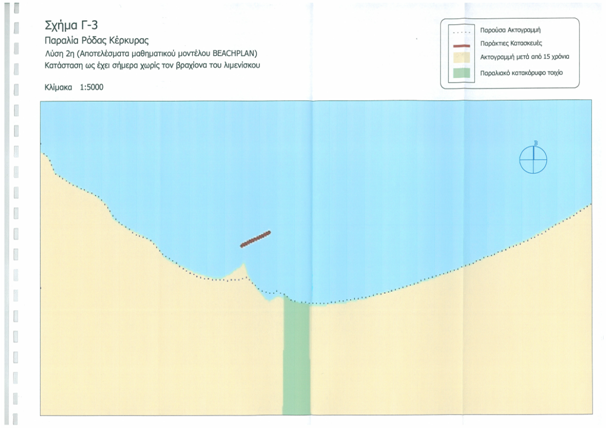 Σχήμα Γ-3
Παραλία Ρόδας Κέρκυρας
Λύση 2η (Αποτελέσματα μαθηματικού μοντέλου BEACHPLAN)
Κατάσταση ως έχει σήμερα χωρίς τον βραχίονα του λιμενίσκου
Κλίμακα 1:5000
Παρούσα Ακτογραμμή
Παράκτιες Κατασκευές
Ακτογραμμή μετά από 15 χρόνια
Παραλιακό κατακόρυφο τοιχίο